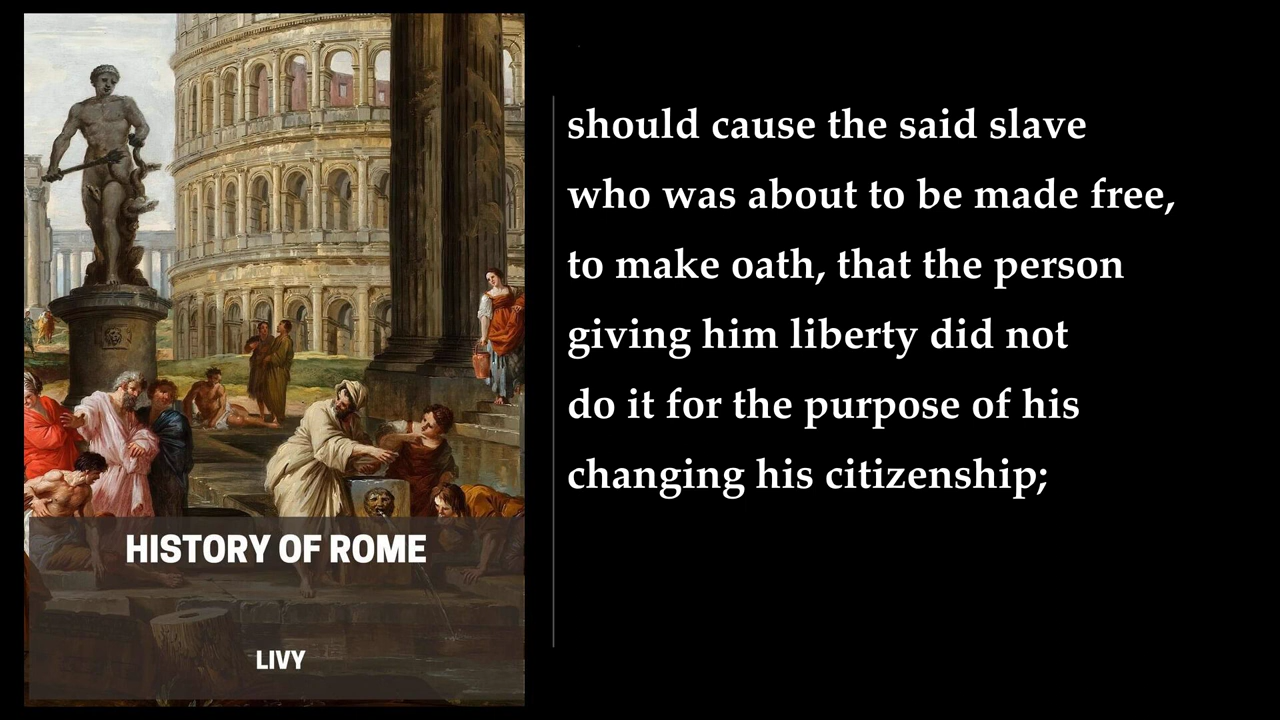 HISTORY OF ROME
LIVY
should cause the said slave
who was about to be made free,
to make oath, that the person
giving him liberty did not
do it for the purpose of his
changing his citizenship;